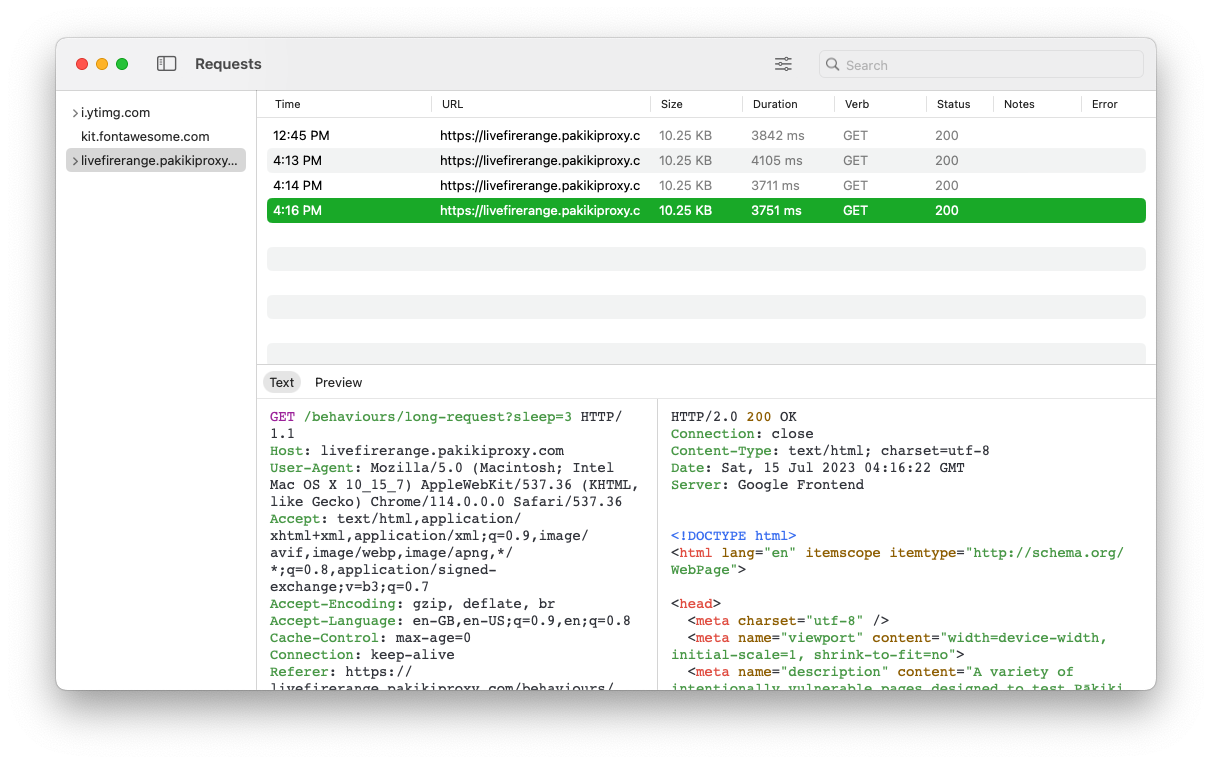 Requests
Search
i.ytimg.com
kit.fontawesome.com
livefirerange.pakikiproxy...
Time URL Size Duration Verb Status Notes Error
12:45 PM https://livefirerange.pakikiproxy.c 10.25 KB 3842 ms GET 200
4:13 PM https://livefirerange.pakikiproxy.c 10.25 KB 4105 ms GET 200
4:14 PM https://livefirerange.pakikiproxy.c 10.25 KB 3711 ms GET 200
4:16 PM https://livefirerange.pakikiproxy.c 10.25 KB 3751 ms GET 200
Text Preview
GET /behaviours/long-request?sleep=3 HTTP/
1.1
Host: livefirerange.pakikiproxy.com
User-Agent: Mozilla/5.0 (Macintosh; Intel
Mac OS X 10_15_7) AppleWebKit/537.36 (KHTML,
like Gecko) Chrome/114.0.0.0 Safari/537.36
Accept: text/html,application/
xhtml+xml,application/xml;q=0.9,image/
avif,image/webp,image/apng,*/
*;q=0.8,application/signed-
exchange;v=b3;q=0.7
Accept-Encoding: gzip, deflate, br
Accept-Language: en-GB,en-US;q=0.9,en;q=0.8
Cache-Control: max-age=0
Connection: keep-alive
Referer: https://
livefirerange.pakikiproxy.com/behaviours/
HTTP/2.0 200 OK
Connection: close
Content-Type: text/html; charset=utf-8
Date: Sat, 15 Jul 2023 04:16:22 GMT
Server: Google Frontend
<!DOCTYPE html>
<html lang="en" itemscope itemtype="http://schema.org/
WebPage">
<head>
<meta charset="utf-8" />
<meta name="viewport" content="width=device-width,
initial-scale=1, shrink-to-fit=no">
<meta name="description" content="A variety of
intentionally vulnerable pages designed to test Pākiki